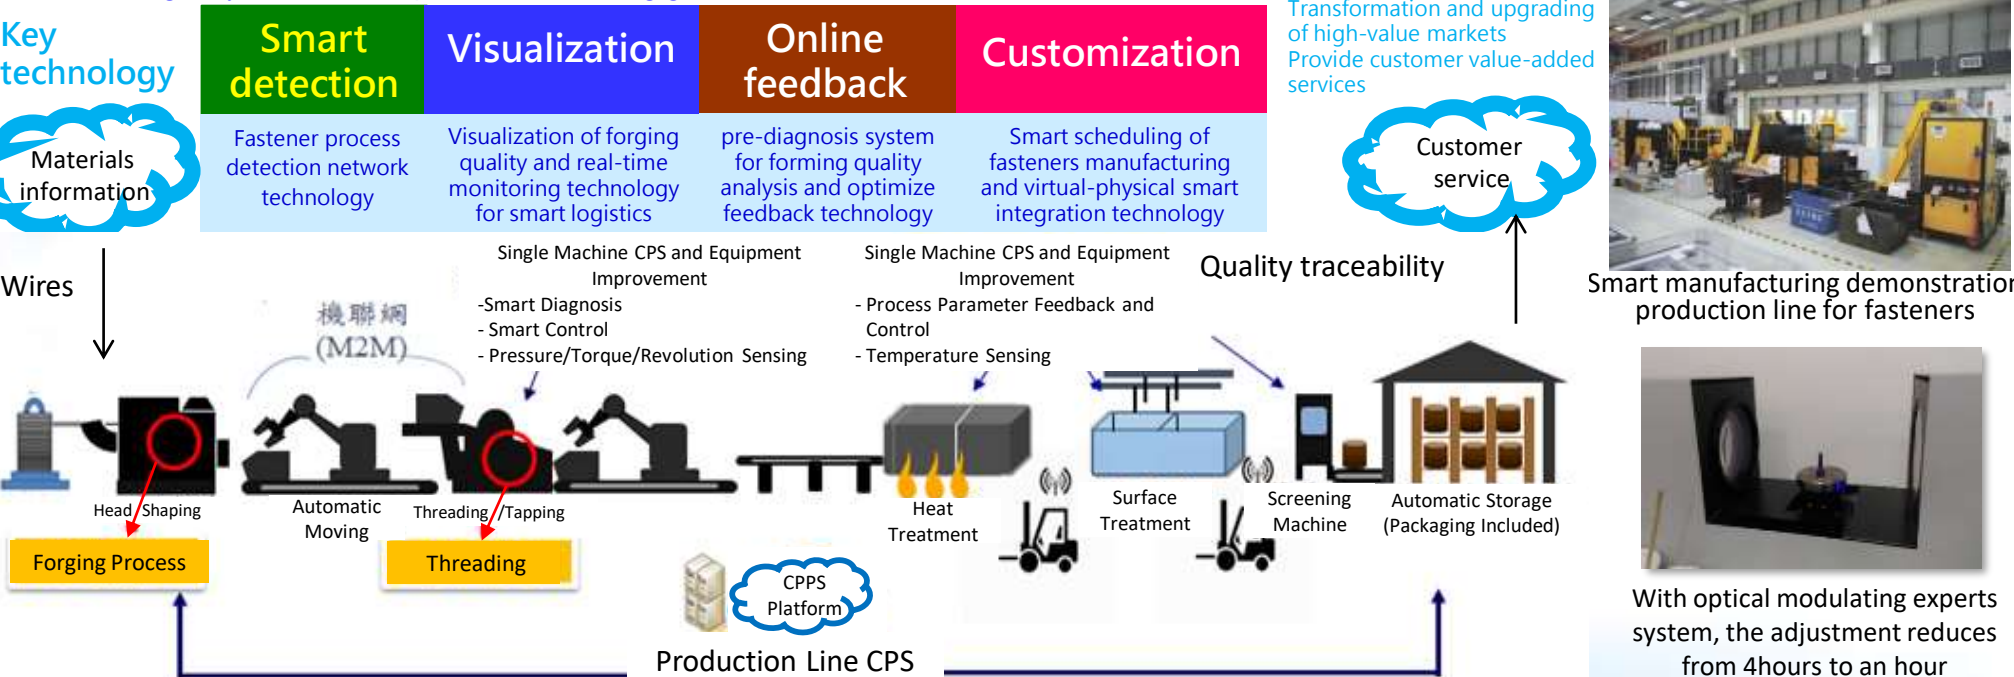 Key
technology
Materials
information
Smart
detection
Visualization
Online
feedback
Customization
Fastener process
detection network
technology
Visualization of forging
quality and real-time
monitoring technology
for smart logistics
pre-diagnosis system
for forming quality
analysis and optimize
feedback technology
Smart scheduling of
fasteners manufacturing
and virtual-physical smart
integration technology
Transformation and upgrading
of high-value markets
Provide customer value-added
services
Customer
service
Smart manufacturing demonstration
production line for fasteners
Wires
機聯網
(M2M)
Single Machine CPS and Equipment
Improvement
-Smart Diagnosis
- Smart Control
- Pressure/Torque/Revolution Sensing
Single Machine CPS and Equipment
Improvement
- Process Parameter Feedback and
Control
- Temperature Sensing
Quality traceability
Head Shaping
Automatic
Moving
Threading /Tapping
Heat
Treatment
Surface
Treatment
Screening
Machine
Automatic Storage
(Packaging Included)
Forging Process
Threading
CPPS
Platform
Production Line CPS
With optical modulating experts
system, the adjustment reduces
from 4hours to an hour